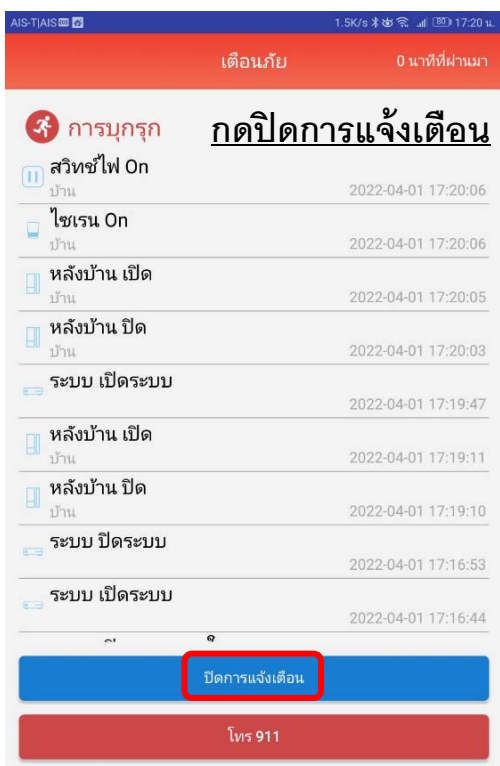 AIS-T|AIS 1.5K/s 80 17:20 น.
เตือนภัย 0 นาทีที่ผ่านมา
การบุกรุก กดปิดการแจ้งเตือน
สวิทช์ไฟ On
บ้าน 2022-04-01 17:20:06
ไซเรน On
บ้าน 2022-04-01 17:20:06
หลังบ้าน เปิด
บ้าน 2022-04-01 17:20:05
หลังบ้าน ปิด
บ้าน 2022-04-01 17:20:03
ระบบ เปิดระบบ
2022-04-01 17:19:47
หลังบ้าน เปิด
บ้าน 2022-04-01 17:19:11
หลังบ้าน ปิด
บ้าน 2022-04-01 17:19:10
ระบบ ปิดระบบ
2022-04-01 17:16:53
ระบบ เปิดระบบ
2022-04-01 17:16:44
ปิดการแจ้งเตือน
โทร 911